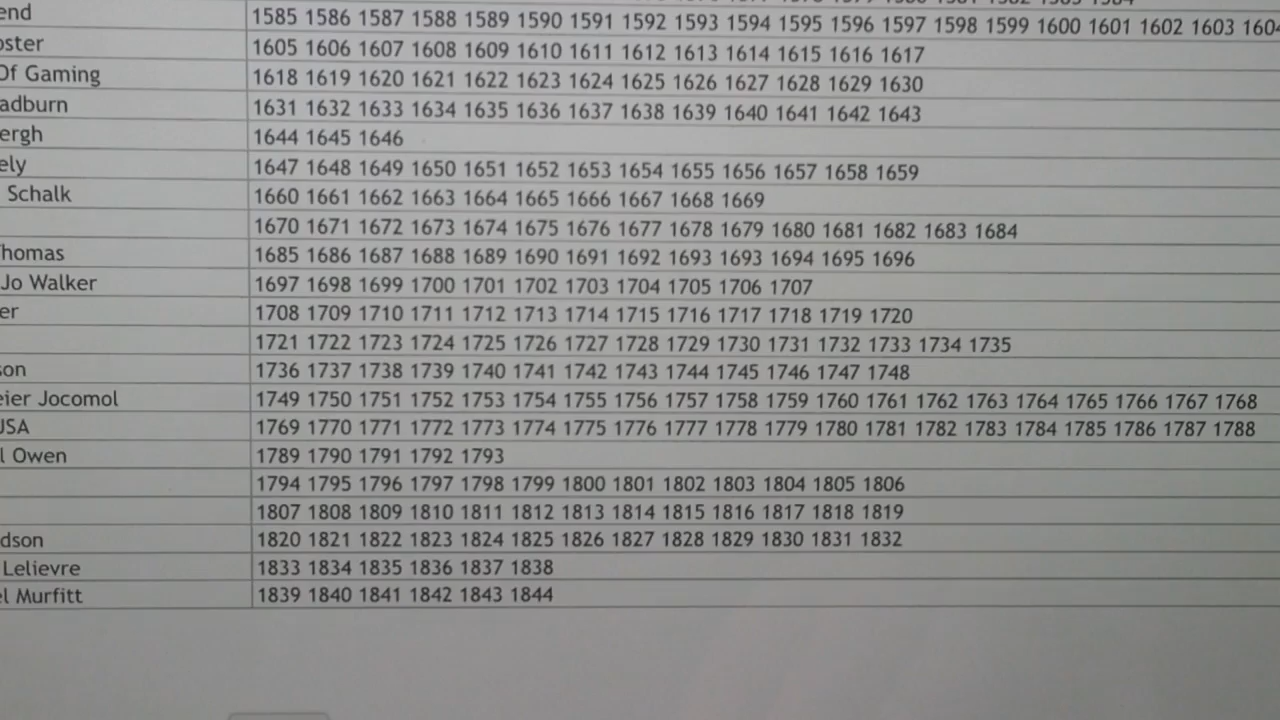 end 1585 1586 1587 1588 1589 1590 1591 1592 1593 1594 1595 1596 1597 1598 1599 1600 1601 1602 1603 1604
oster 1605 1606 1607 1608 1609 1610 1611 1612 1613 1614 1615 1616 1617
Of Gaming 1618 1619 1620 1621 1622 1623 1624 1625 1626 1627 1628 1629 1630
adburn 1631 1632 1633 1634 1635 1636 1637 1638 1639 1640 1641 1642 1643
ergh 1644 1645 1646
ely 1647 1648 1649 1650 1651 1652 1653 1654 1655 1656 1657 1658 1659
Schalk 1660 1661 1662 1663 1664 1665 1666 1667 1668 1669
1670 1671 1672 1673 1674 1675 1676 1677 1678 1679 1680 1681 1682 1683 1684
Thomas 1685 1686 1687 1688 1689 1690 1691 1692 1693 1693 1694 1695 1696
Jo Walker 1697 1698 1699 1700 1701 1702 1703 1704 1705 1706 1707
er 1708 1709 1710 1711 1712 1713 1714 1715 1716 1717 1718 1719 1720
1721 1722 1723 1724 1725 1726 1727 1728 1729 1730 1731 1732 1733 1734 1735
son 1736 1737 1738 1739 1740 1741 1742 1743 1744 1745 1746 1747 1748
eier Jocomol 1749 1750 1751 1752 1753 1754 1755 1756 1757 1758 1759 1760 1761 1762 1763 1764 1765 1766 1767 1768
USA 1769 1770 1771 1772 1773 1774 1775 1776 1777 1778 1779 1780 1781 1782 1783 1784 1785 1786 1787 1788
l Owen 1789 1790 1791 1792 1793
1794 1795 1796 1797 1798 1799 1800 1801 1802 1803 1804 1805 1806
1807 1808 1809 1810 1811 1812 1813 1814 1815 1816 1817 1818 1819
dson 1820 1821 1822 1823 1824 1825 1826 1827 1828 1829 1830 1831 1832
Lelievre 1833 1834 1835 1836 1837 1838
el Murfitt 1839 1840 1841 1842 1843 1844